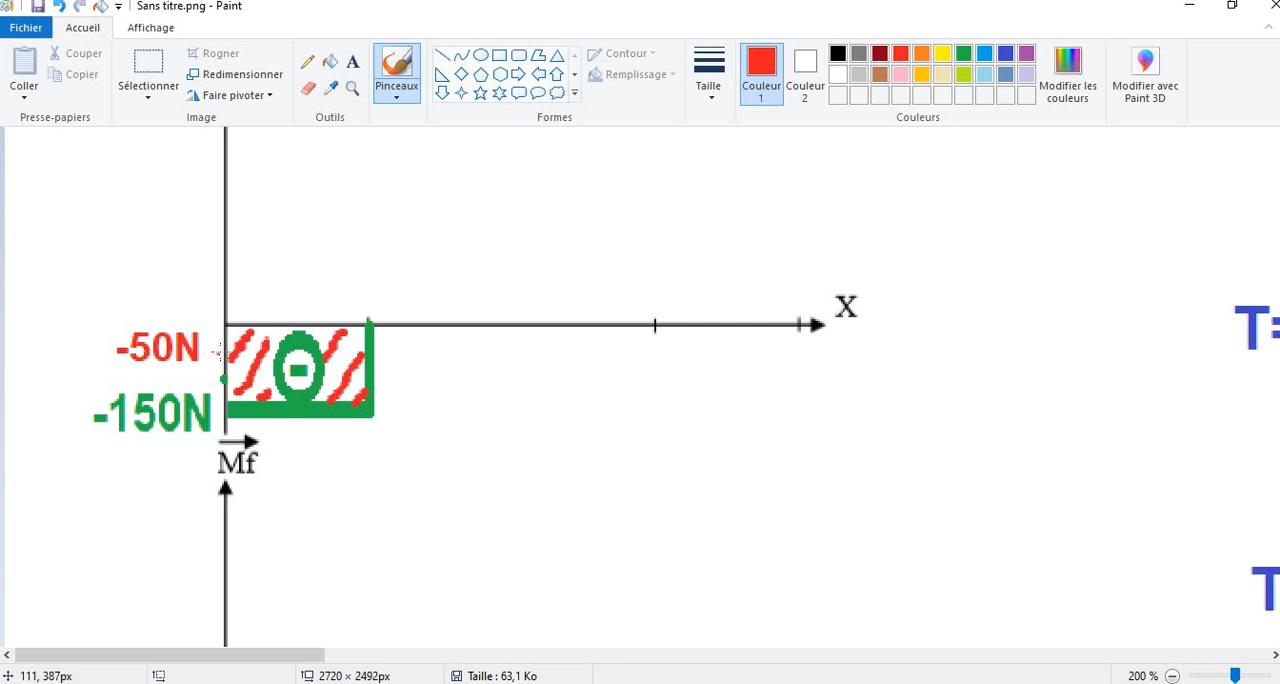 Sans titre.png - Paint
Fichier Accueil Affichage
Coller
Couper
Copier
Presse-papiers
Sélectionner
Rogner
Redimensionner
Faire pivoter
Image
A
Outils
Pinceaux
Contour
Remplissage
Formes
Taille
Couleur
1
Couleur
2
Couleurs
Modifier les
couleurs
Modifier avec
Paint 3D
X
T=
-50N
-150N
Mf
T
111, 387px
2720 × 2492px
Taille : 63,1 Ko
200 %